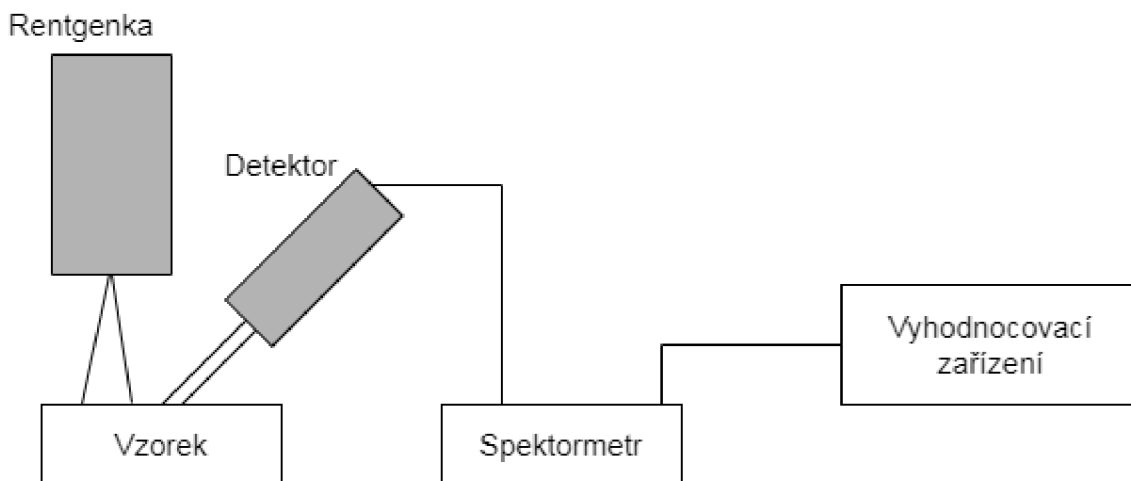 Rentgenka
Detektor
Vyhodnocovací
zařízení
Vzorek
Spektormetr